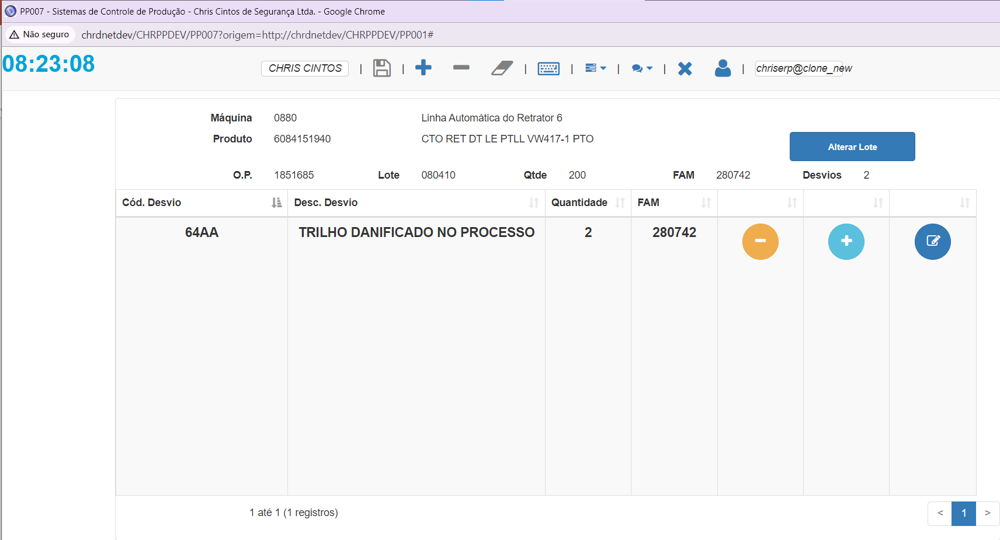 PP007 - Sistemas de Controle de Produção - Chris Cintos de Segurança Ltda. - Google Chrome
Não seguro chrdnetdev/CHRPPDEV/PP007?origem=http://chrdnetdev/CHRPPDEV/PP001#
08:23:08 CHRIS CINTOS | | | | | | | chriserp@clone_new
Máquina 0880 Linha Automática do Retrator 6
Produto 6084151940 CTO RET DT LE PTLL VW417-1 PTO
Alterar Lote
O.P. 1851685 Lote 080410 Qtde 200 FAM 280742 Desvios 2
Cód. Desvio Desc. Desvio Quantidade FAM
64AA TRILHO DANIFICADO NO PROCESSO 2 280742
1 até 1 (1 registros) < 1 >